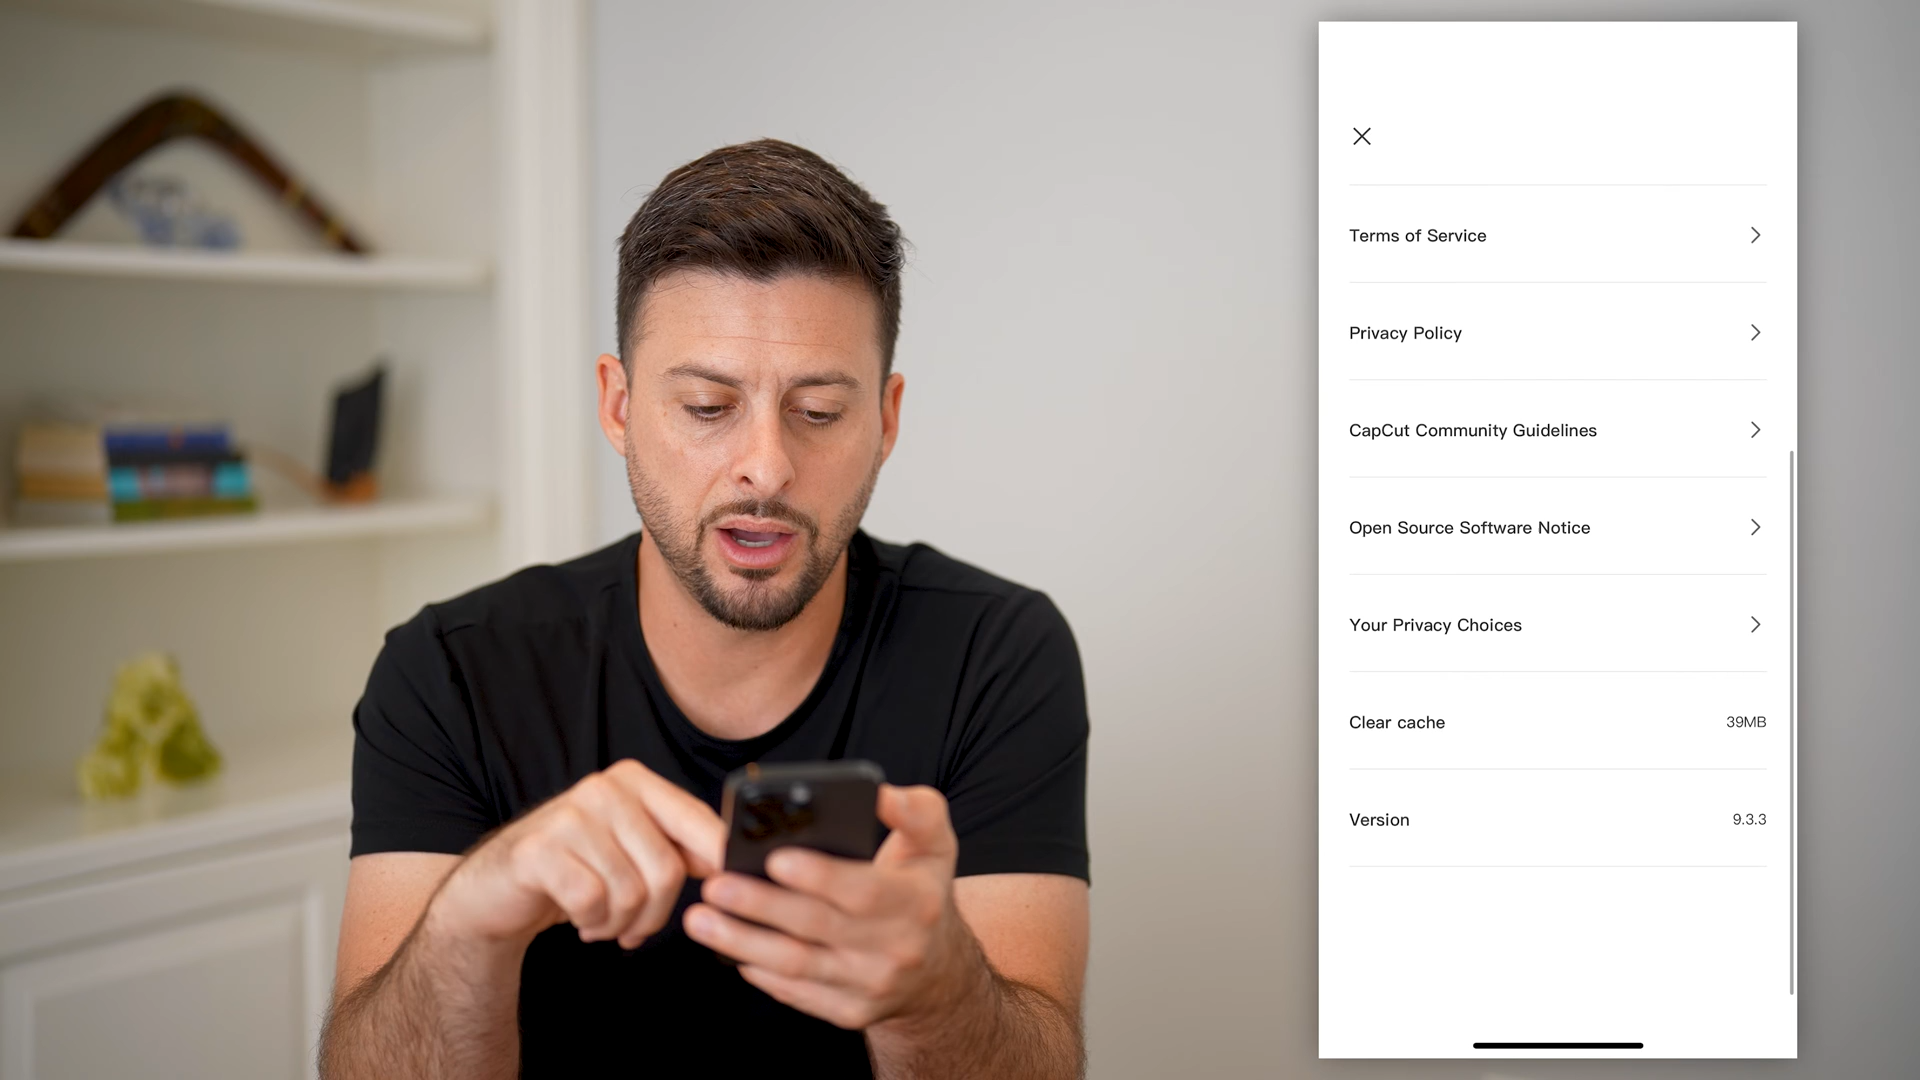 Terms of Service
Privacy Policy
CapCut Community Guidelines
Open Source Software Notice
Your Privacy Choices
Clear cache 39MB
Version 9.3.3